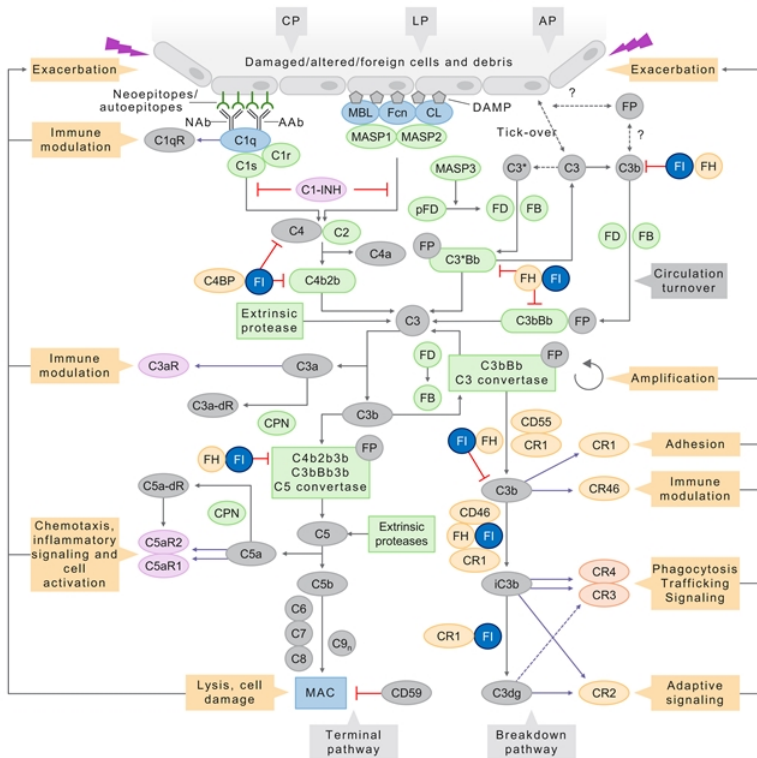 CP
LP
AP
Damaged/altered/foreign cells and debris
Exacerbation
Exacerbation
Neoepitopes/
autoepitopes
NAb
AAb
MBL
Fcn
CL
DAMP
MASP1
MASP2
?
FP
?
Tick-over
Immune
modulation
C1qR
C1q
C1s
C1r
C3*
C3
C3b
FI
FH
C1-INH
MASP3
pFD
FD
FB
FD
FB
C4
C2
C4a
FP
C3*Bb
C4BP
FI
C4b2b
FH
FI
Circulation
turnover
Extrinsic
protease
C3
C3bBb
FP
Immune
modulation
C3aR
C3a
FD
FB
C3bBb
C3 convertase
FP
Amplification
C3a-dR
C3b
CPN
FH
FI
C4b2b3b
C3bBb3b
C5 convertase
FP
FI
FH
CD55
CR1
CR1
Adhesion
C3b
CR46
Immune
modulation
C5a-dR
CPN
CD46
FH
FI
CR1
Chemotaxis,
inflammatory
signaling and
cell
activation
C5aR2
C5aR1
C5a
C5
Extrinsic
proteases
C5b
iC3b
CR4
CR3
Phagocytosis
Trafficking
Signaling
C6
C7
C8
C9n
CR1
FI
Lysis, cell
damage
MAC
CD59
C3dg
CR2
Adaptive
signaling
Terminal
pathway
Breakdown
pathway